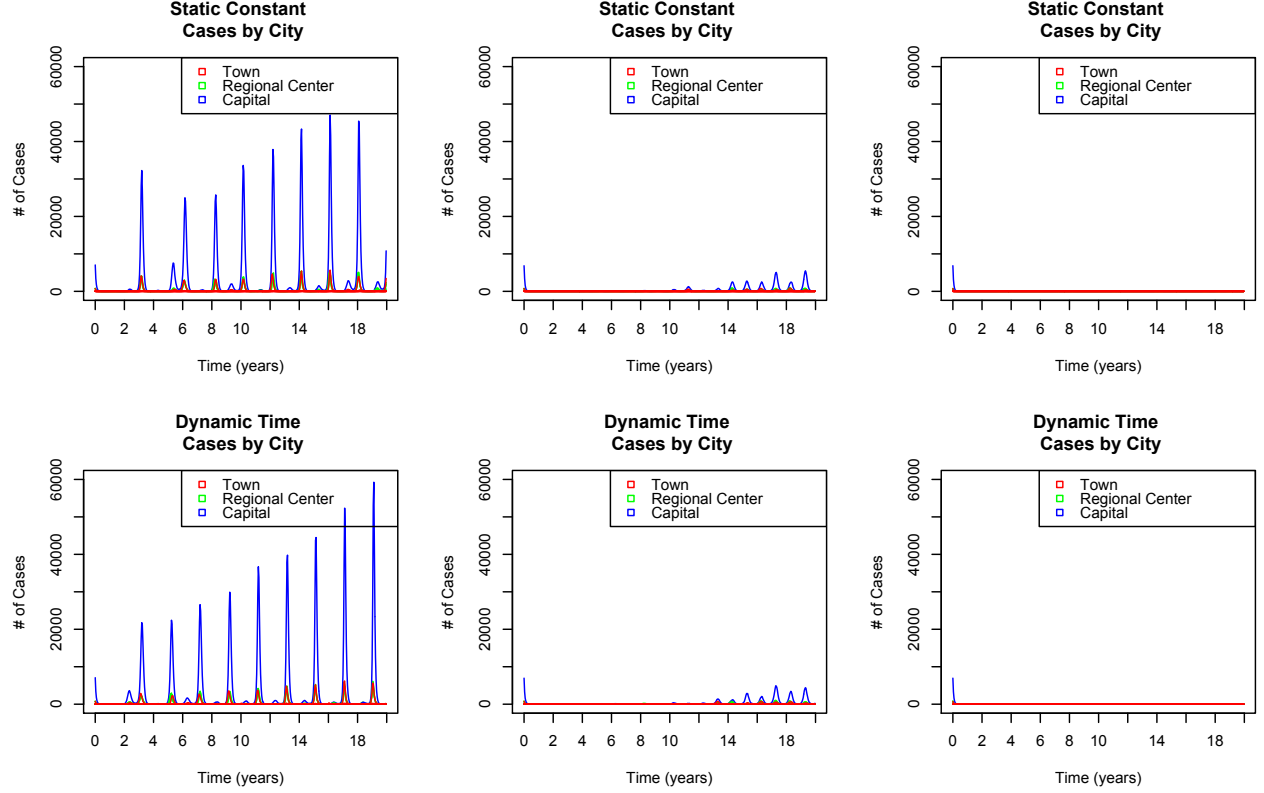 Static Constant
Cases by City
# of Cases
60000
40000
20000
0
Town
Regional Center
Capital
0 2 4 6 8 10 14 18
Time (years)
Static Constant
Cases by City
# of Cases
60000
40000
20000
0
Town
Regional Center
Capital
0 2 4 6 8 10 14 18
Time (years)
Static Constant
Cases by City
# of Cases
60000
40000
20000
0
Town
Regional Center
Capital
0 2 4 6 8 10 14 18
Time (years)
Dynamic Time
Cases by City
# of Cases
60000
40000
20000
0
Town
Regional Center
Capital
0 2 4 6 8 10 14 18
Time (years)
Dynamic Time
Cases by City
# of Cases
60000
40000
20000
0
Town
Regional Center
Capital
0 2 4 6 8 10 14 18
Time (years)
Dynamic Time
Cases by City
# of Cases
60000
40000
20000
0
Town
Regional Center
Capital
0 2 4 6 8 10 14 18
Time (years)